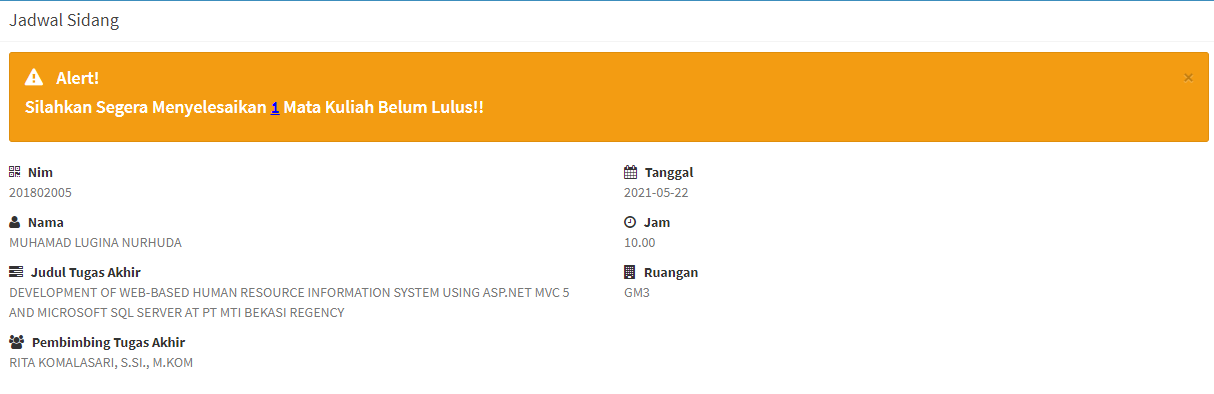 Jadwal Sidang
Alert!
×
Silahkan Segera Menyelesaikan 1 Mata Kuliah Belum Lulus!!
Nim
201802005
Nama
MUHAMAD LUGINA NURHUDA
Judul Tugas Akhir
DEVELOPMENT OF WEB-BASED HUMAN RESOURCE INFORMATION SYSTEM USING ASP.NET MVC 5
AND MICROSOFT SQL SERVER AT PT MTI BEKASI REGENCY
Pembimbing Tugas Akhir
RITA KOMALASARI, S.SI., M.KOM
Tanggal
2021-05-22
Jam
10.00
Ruangan
GM3